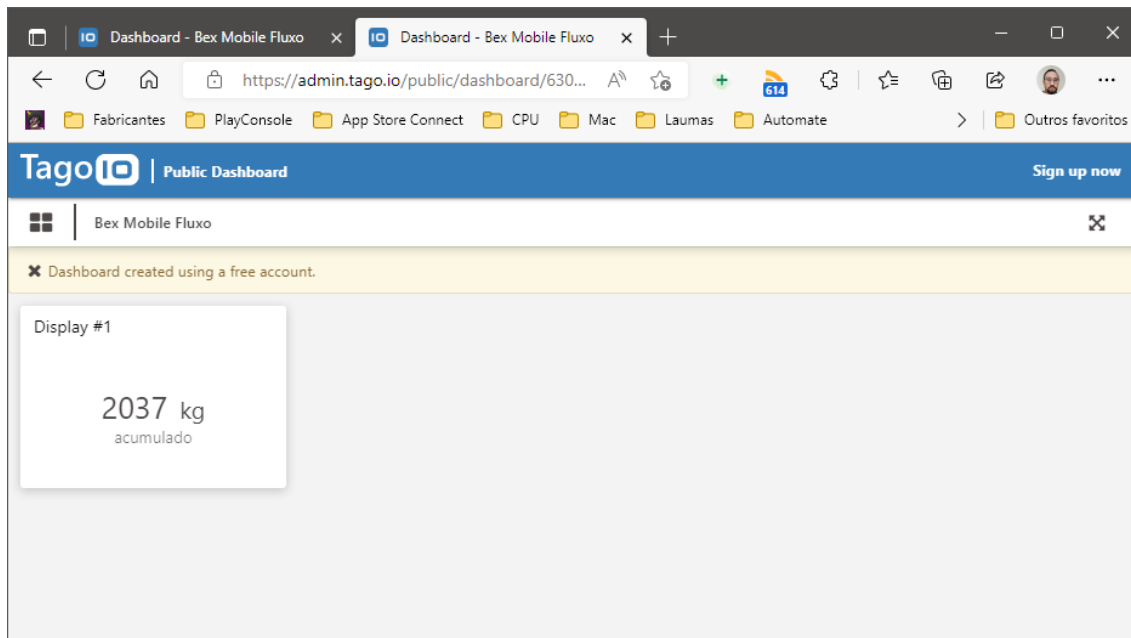 Dashboard - Bex Mobile Fluxo
Dashboard - Bex Mobile Fluxo
https://admin.tago.io/public/dashboard/630...
614
Fabricantes PlayConsole App Store Connect CPU Mac Laumas Automate Outros favoritos
Tago IO | Public Dashboard Sign up now
Bex Mobile Fluxo
Dashboard created using a free account.
Display #1
2037 kg
acumulado